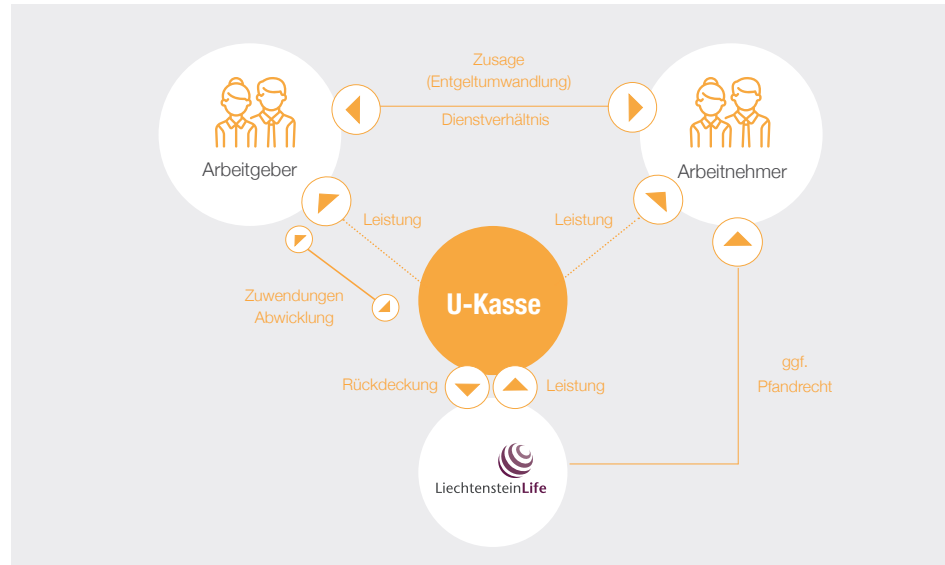 Zusage
(Entgeltumwandlung)
Dienstverhältnis
Arbeitgeber
Arbeitnehmer
Leistung
Leistung
Zuwendungen
Abwicklung
U-Kasse
Rückdeckung
Leistung
ggf.
Pfandrecht
LiechtensteinLife